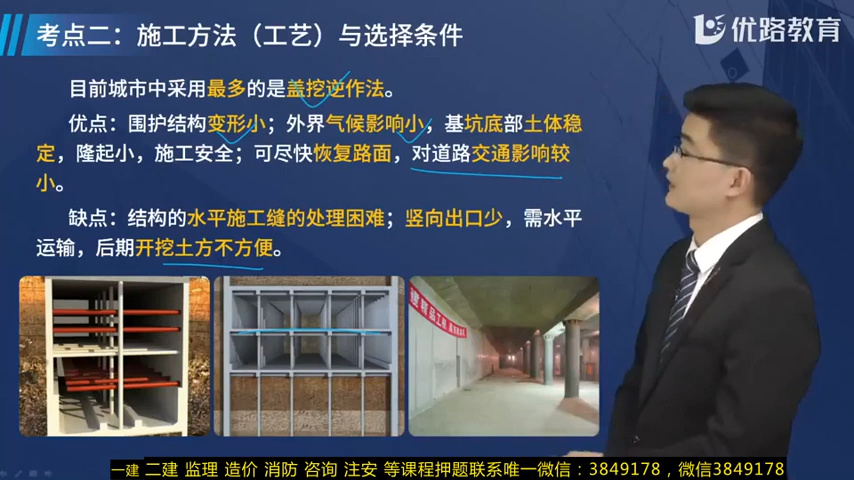 考点二：施工方法（工艺）与选择条件
优路教育
目前城市中采用最多的是盖挖逆作法。
优点：围护结构变形小；外界气候影响小，基坑底部土体稳
定，隆起小，施工安全；可尽快恢复路面，对道路交通影响较
小。
缺点：结构的水平施工缝的处理困难；竖向出口少，需水平
运输，后期开挖土方不方便。
一建 二建 监理 造价 消防 咨询 注安 等课程押题联系唯一微信：3849178，微信3849178